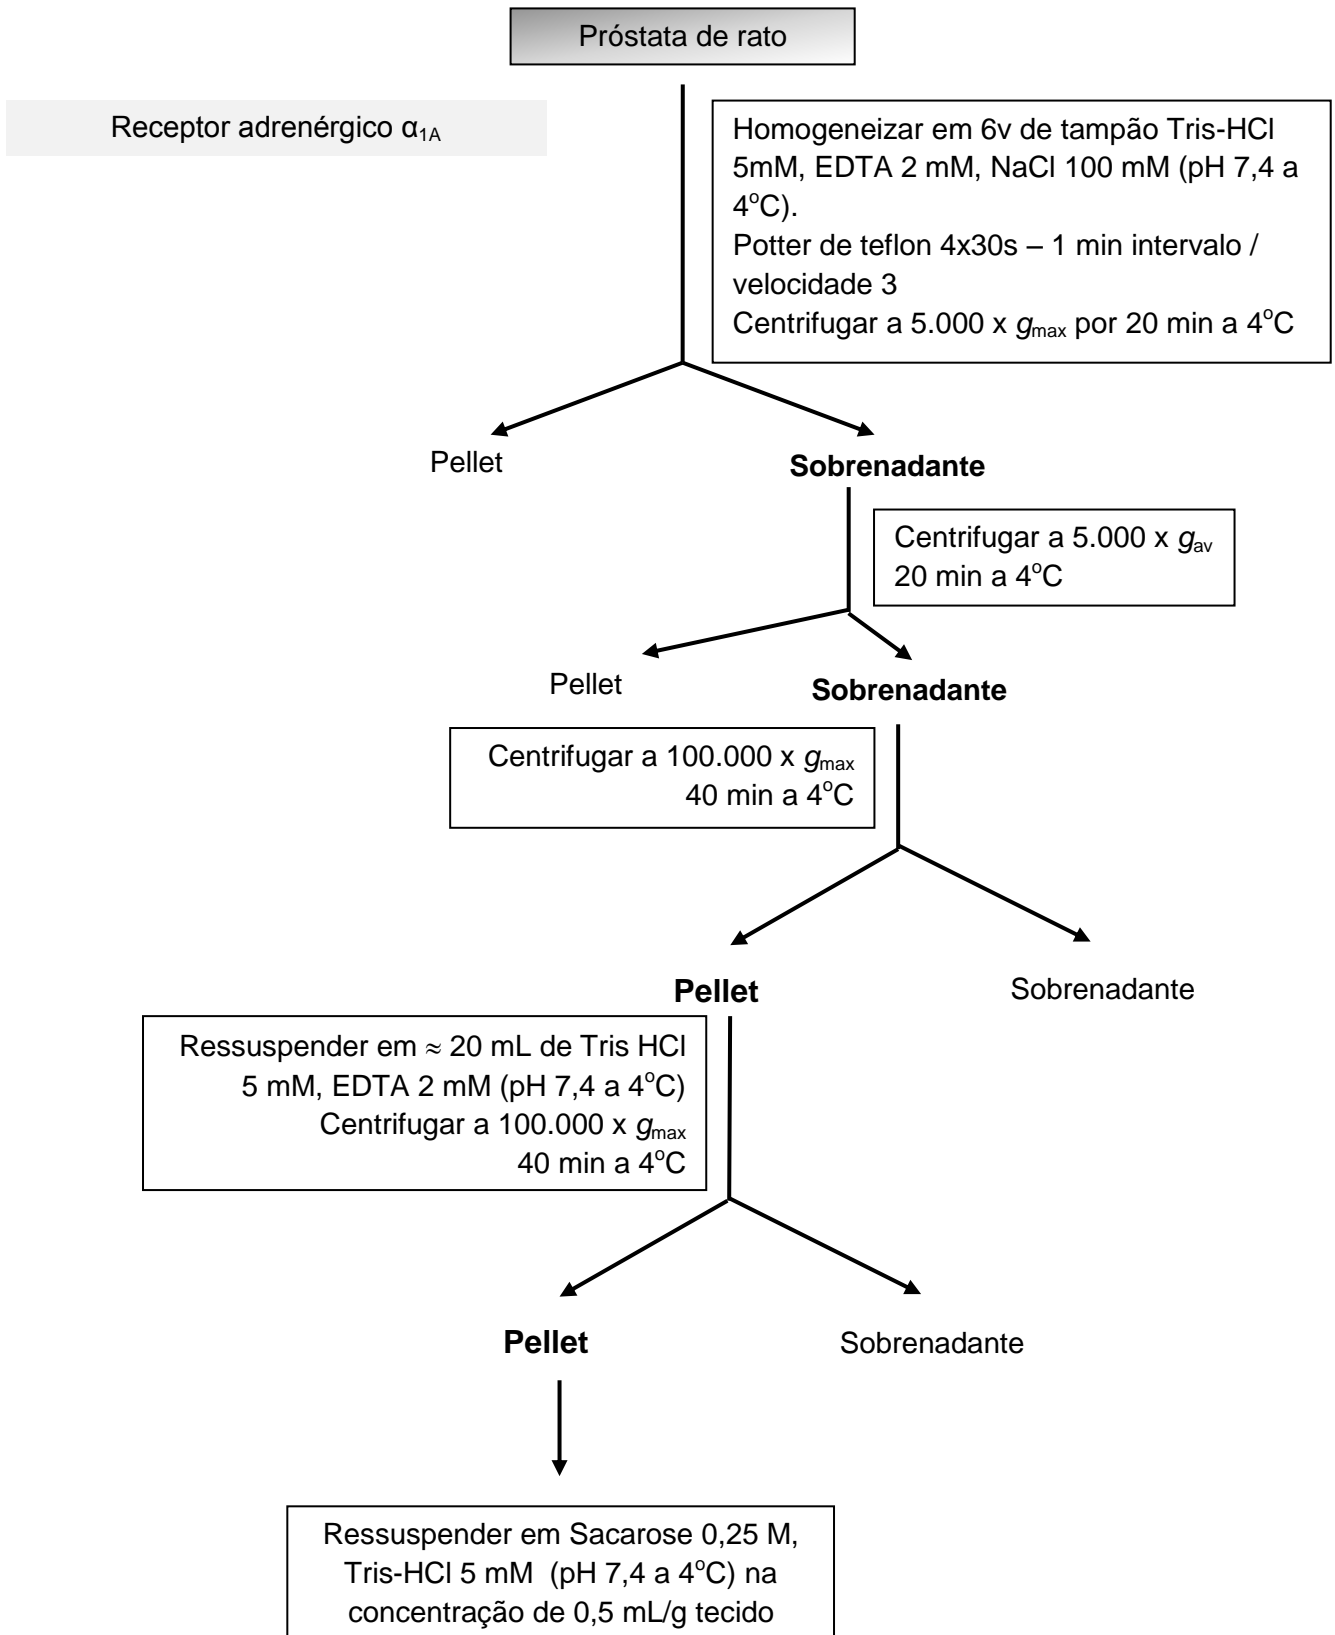 Próstata de rato
Receptor adrenérgico α1A
Homogeneizar em 6v de tampão Tris-HCl
5mM, EDTA 2 mM, NaCl 100 mM (pH 7,4 a
4°C).
Potter de teflon 4x30s – 1 min intervalo /
velocidade 3
Centrifugar a 5.000 x gmax por 20 min a 4°C
Pellet
Sobrenadante
Centrifugar a 5.000 x gav
20 min a 4°C
Pellet
Sobrenadante
Centrifugar a 100.000 x gmax
40 min a 4°C
Pellet
Sobrenadante
Ressuspender em ≈ 20 mL de Tris HCl
5 mM, EDTA 2 mM (pH 7,4 a 4°C)
Centrifugar a 100.000 x gmax
40 min a 4°C
Pellet
Sobrenadante
Ressuspender em Sacarose 0,25 M,
Tris-HCl 5 mM (pH 7,4 a 4°C) na
concentração de 0,5 mL/g tecido